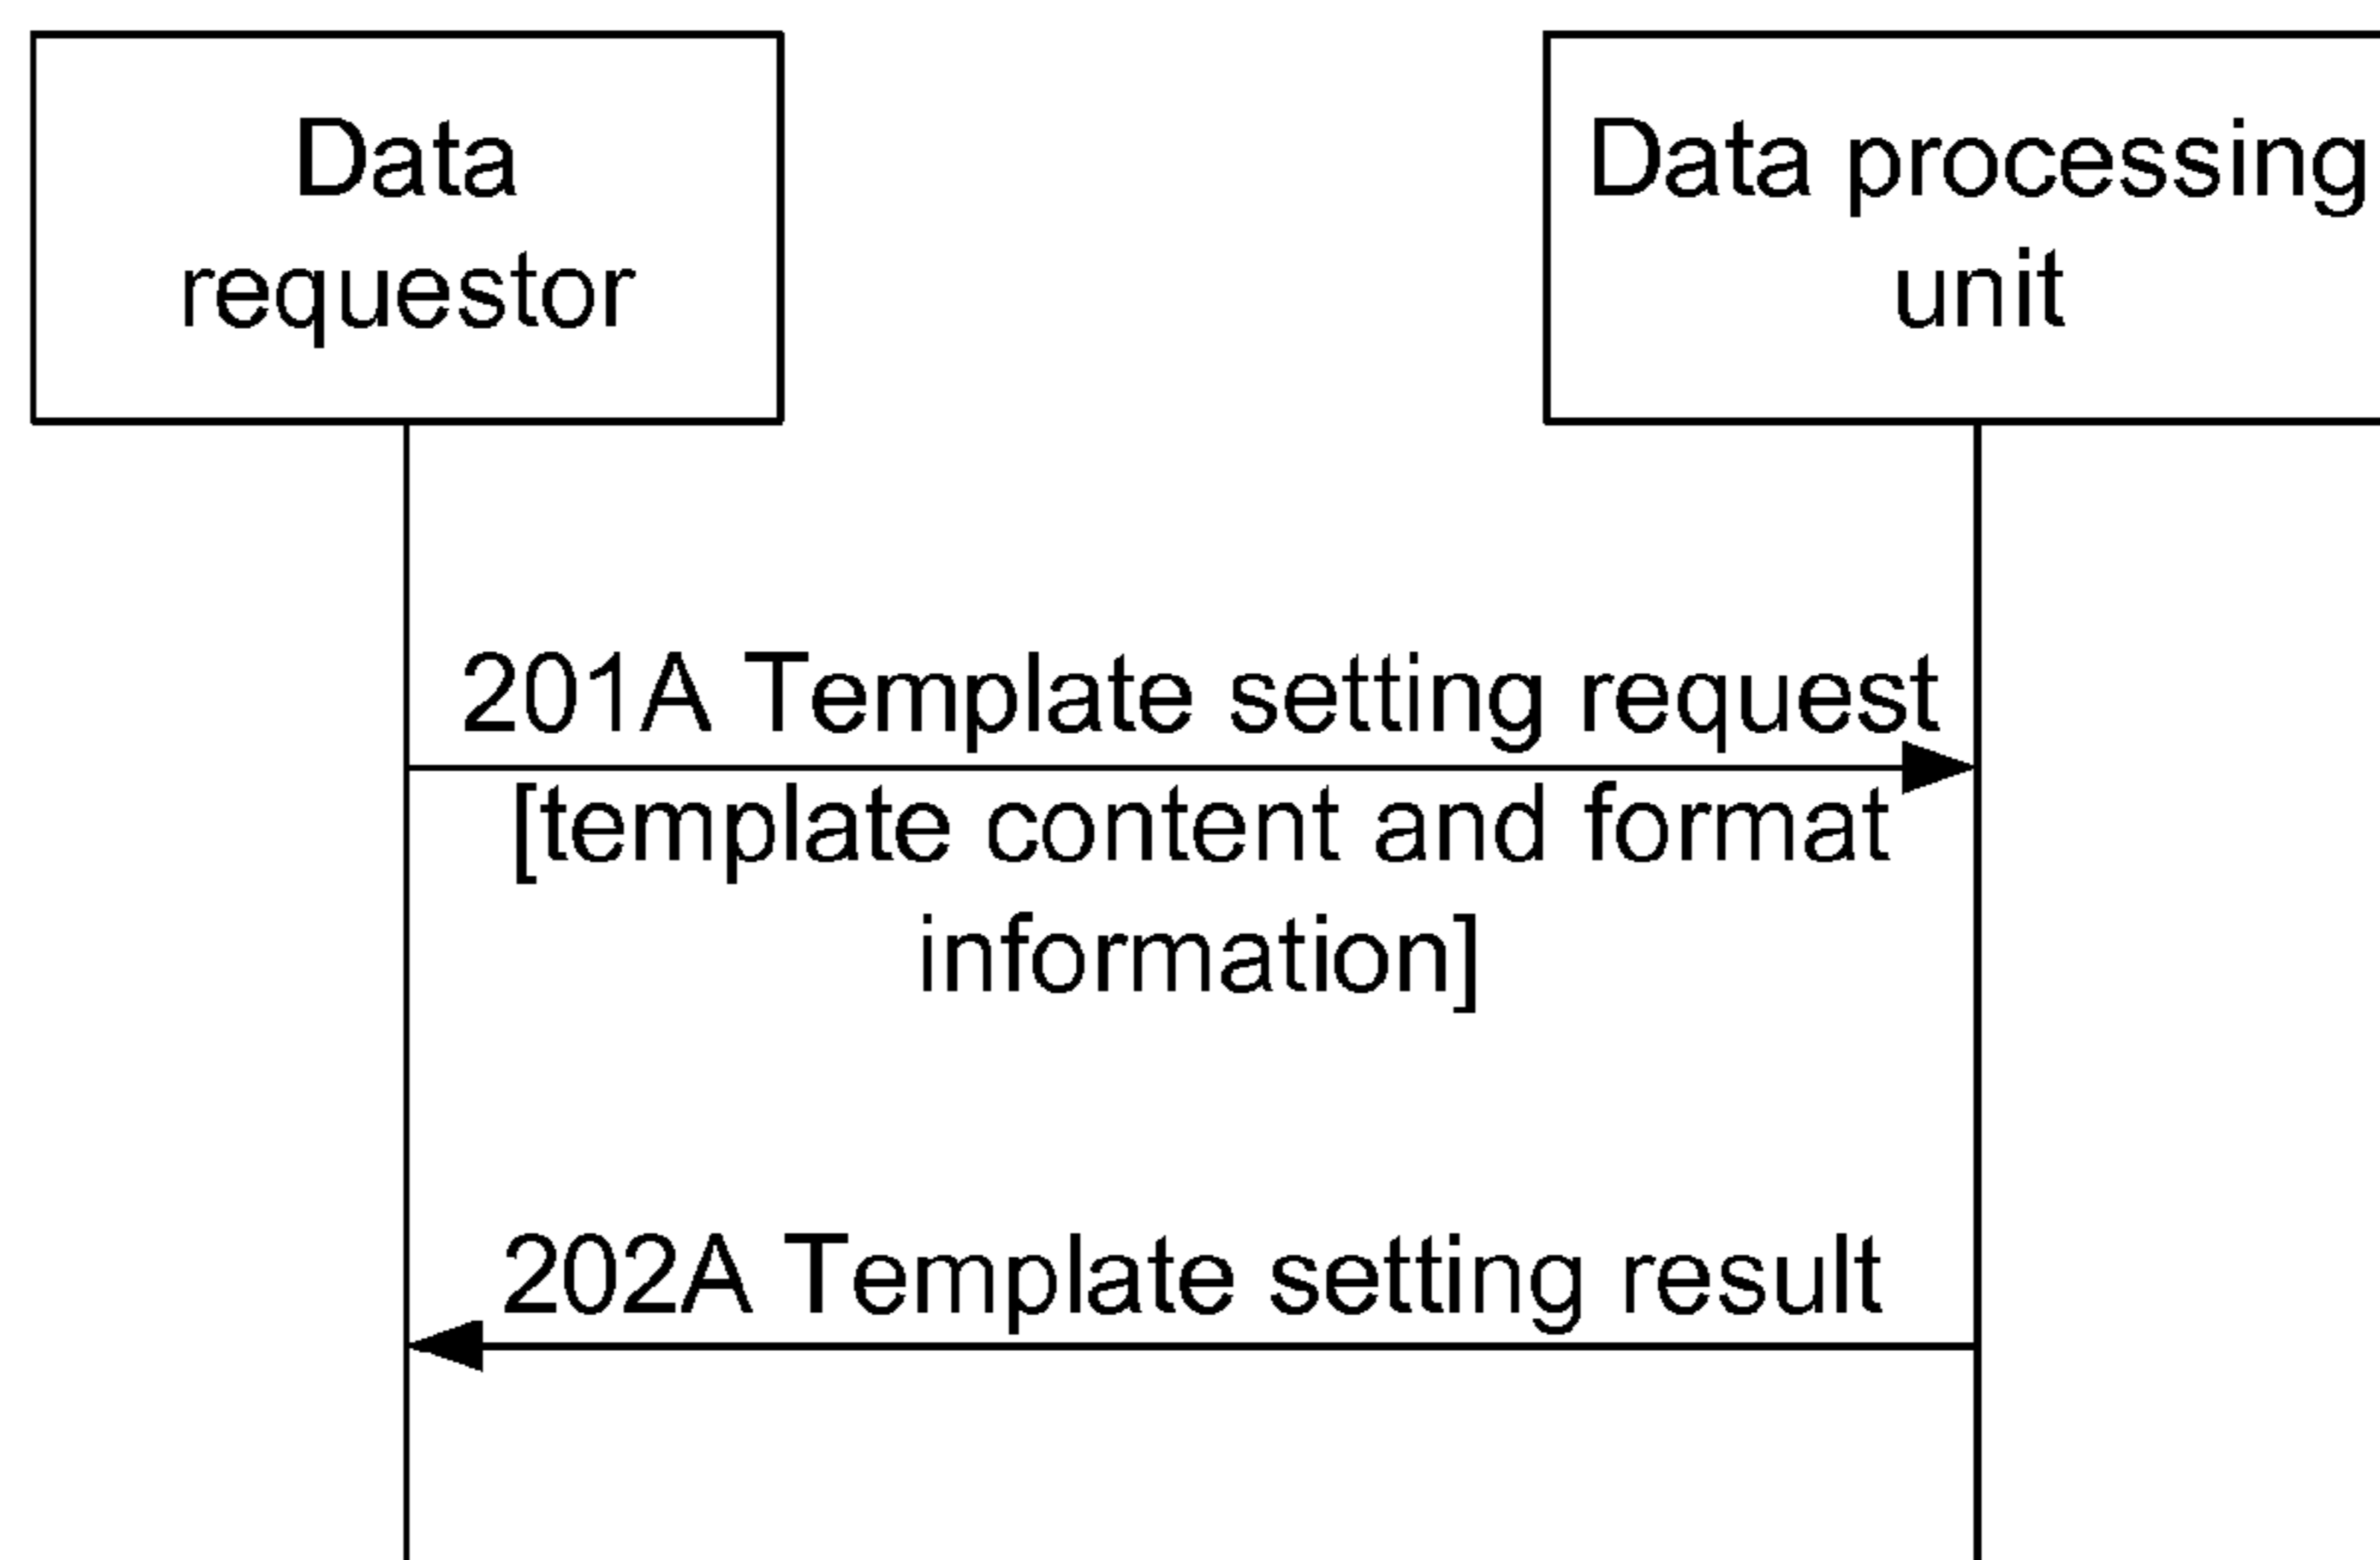 Data
requestor
Data processing
unit
201A Template setting request
[template content and format
information]
202A Template setting result